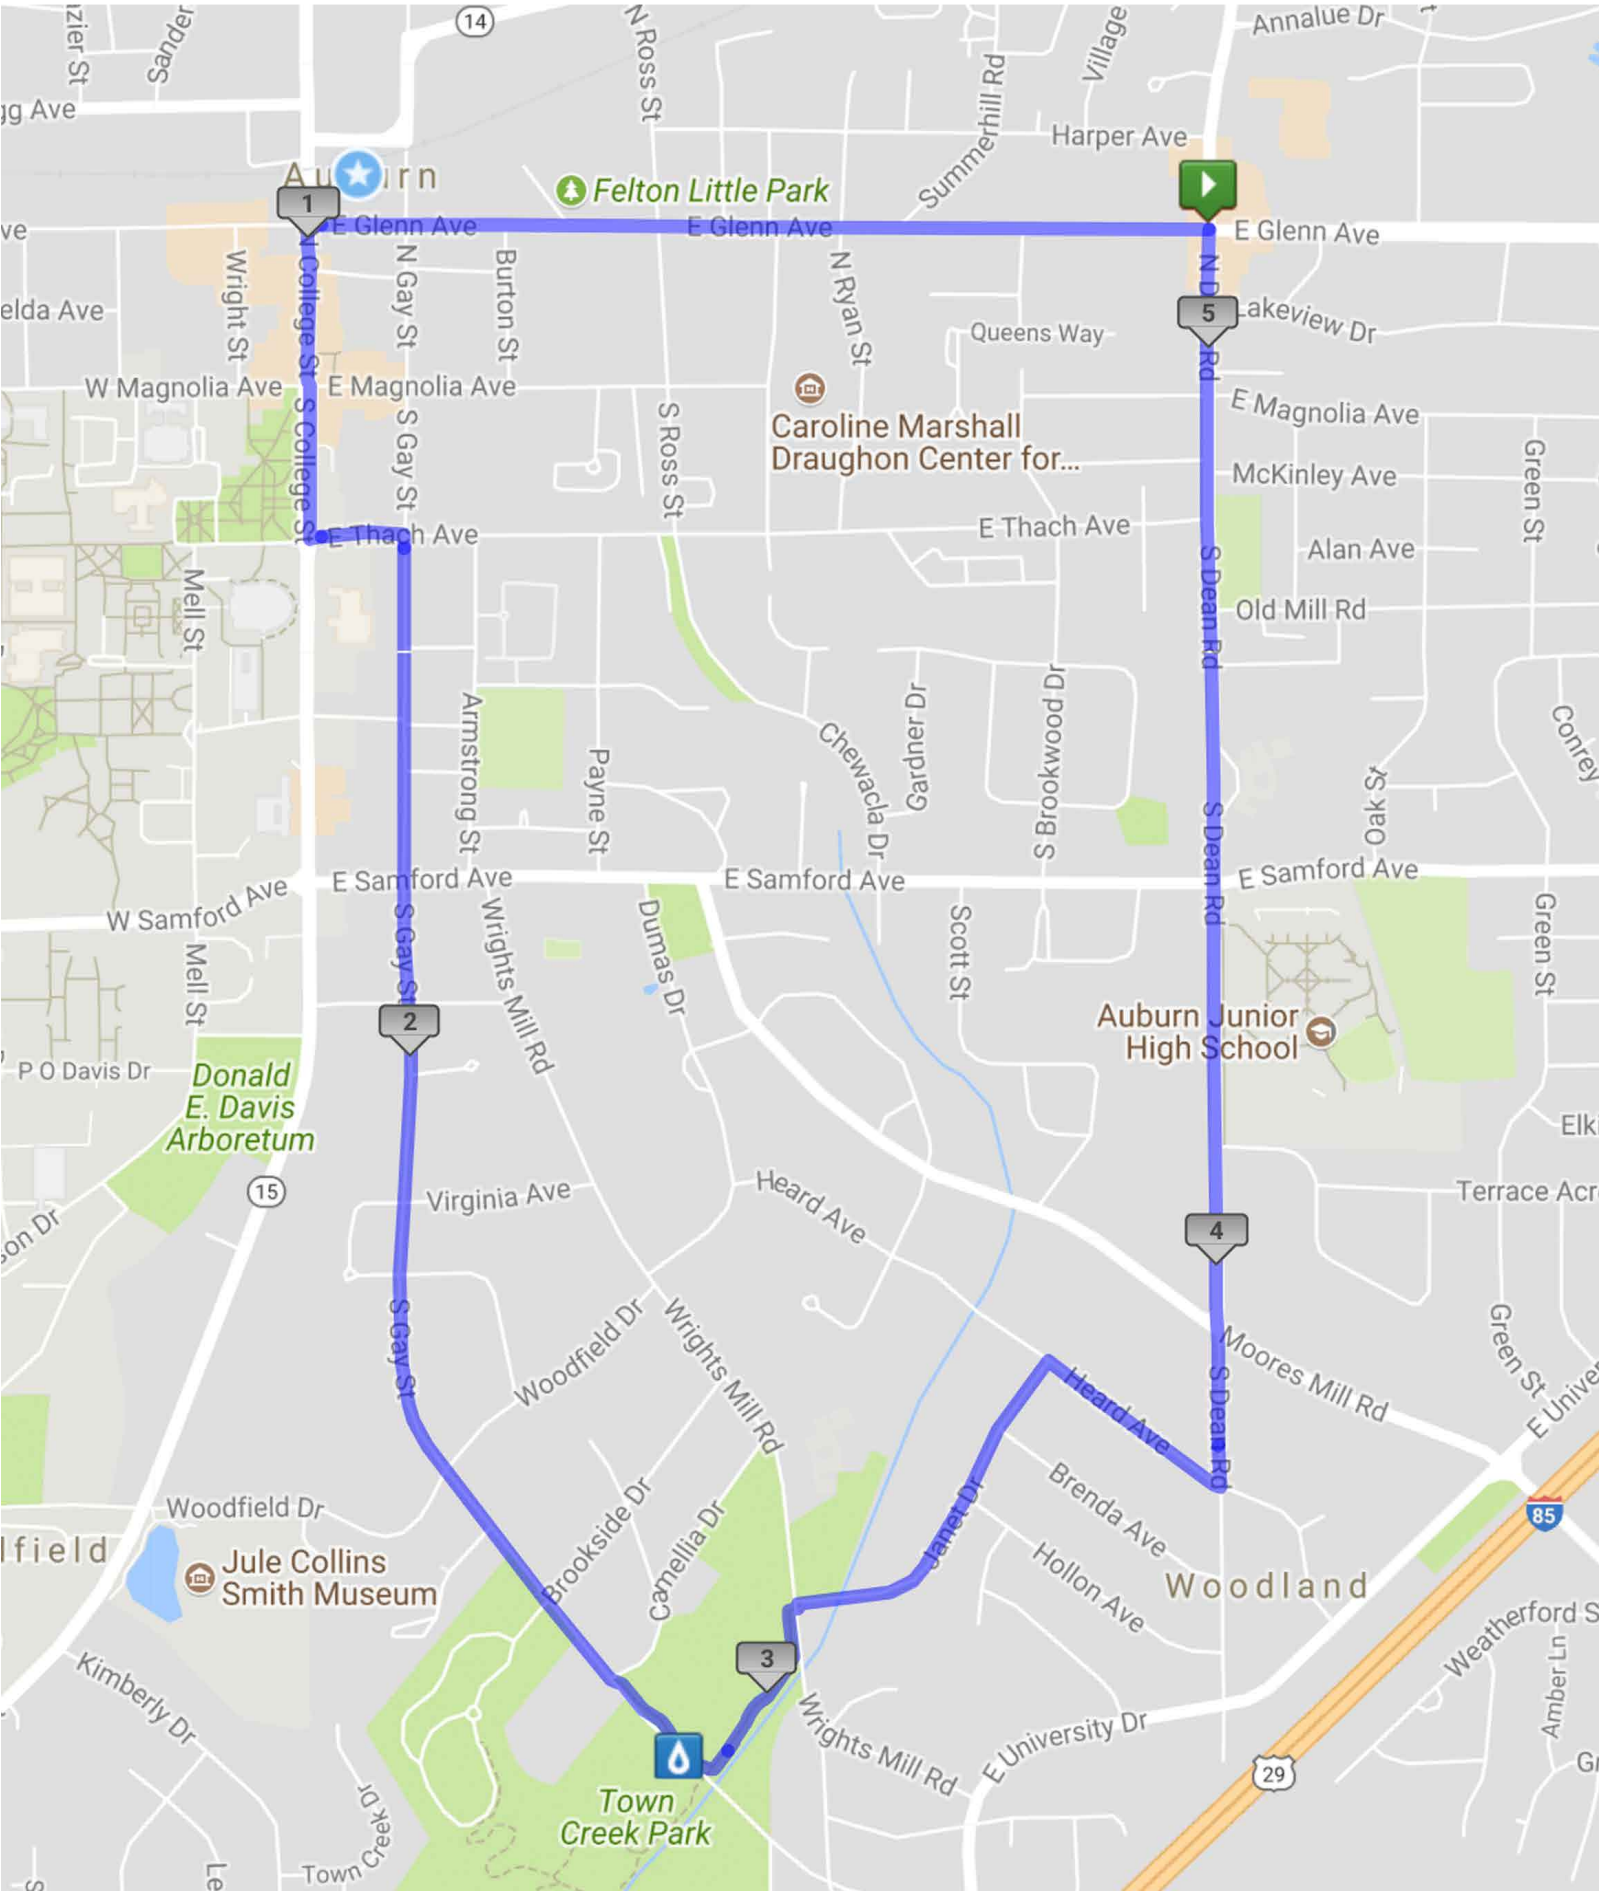 14
N Ross St
Sander
Village
Annalue Dr
gg Ave
Summerhill Rd
Harper Ave
Felton Little Park
1
E Glenn Ave
E Glenn Ave
E Glenn Ave
ve
N College St
N Gay St
Burton St
Wright St
N Ryan St
5
Rd
Lakeview Dr
elda Ave
Queens Way
W Magnolia Ave
E Magnolia Ave
E Magnolia Ave
Caroline Marshall
Draughon Center for...
S College St
S Gay St
S Ross St
McKinley Ave
Green St
E Thach Ave
E Thach Ave
Alan Ave
Mell St
S Dean Rd
Old Mill Rd
Armstrong St
Payne St
Chewacla Dr
Gardner Dr
S Brookwood Dr
Conrey
Oak St
S Dean Rd
W Samford Ave
E Samford Ave
E Samford Ave
E Samford Ave
Mell St
S Gay St
Wrights Mill Rd
Dumas Dr
Scott St
Green St
2
Auburn Junior
High School
P O Davis Dr
Donald
E. Davis
Arboretum
Elk
15
Virginia Ave
Heard Ave
Terrace Acr
son Dr
4
S Gay St
Woodfield Dr
Wrights Mill Rd
Moores Mill Rd
Green St
E Unive
Heard Ave
S Dean Rd
Woodfield Dr
Brookside Dr
Camellia Dr
Janet Dr
Brenda Ave
Hollon Ave
85
lfield
Jule Collins
Smith Museum
Woodland
3
Weatherford S
Amber Ln
Kimberly Dr
Wrights Mill Rd
E University Dr
29
Town
Creek Park
Town Creek Dr
Le